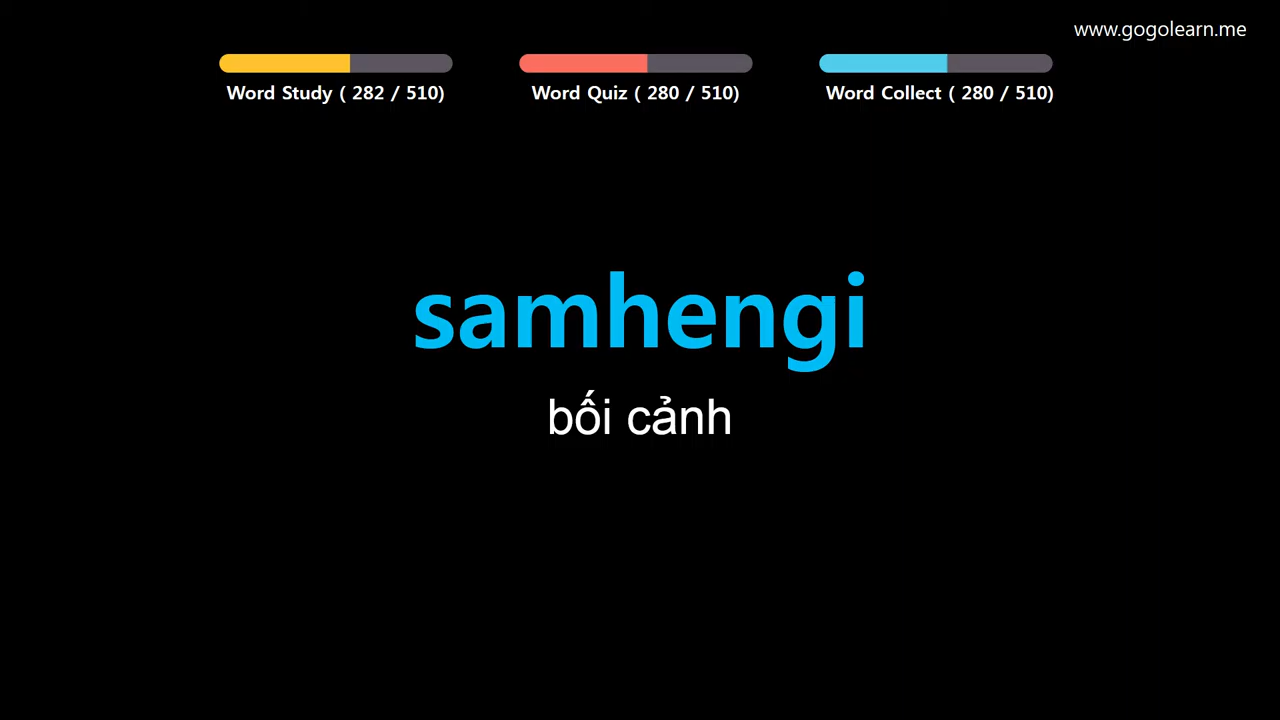 www.gogolearn.me
Word Study ( 282 / 510)
Word Quiz ( 280 / 510)
Word Collect ( 280 / 510)
samhengi
bối cảnh